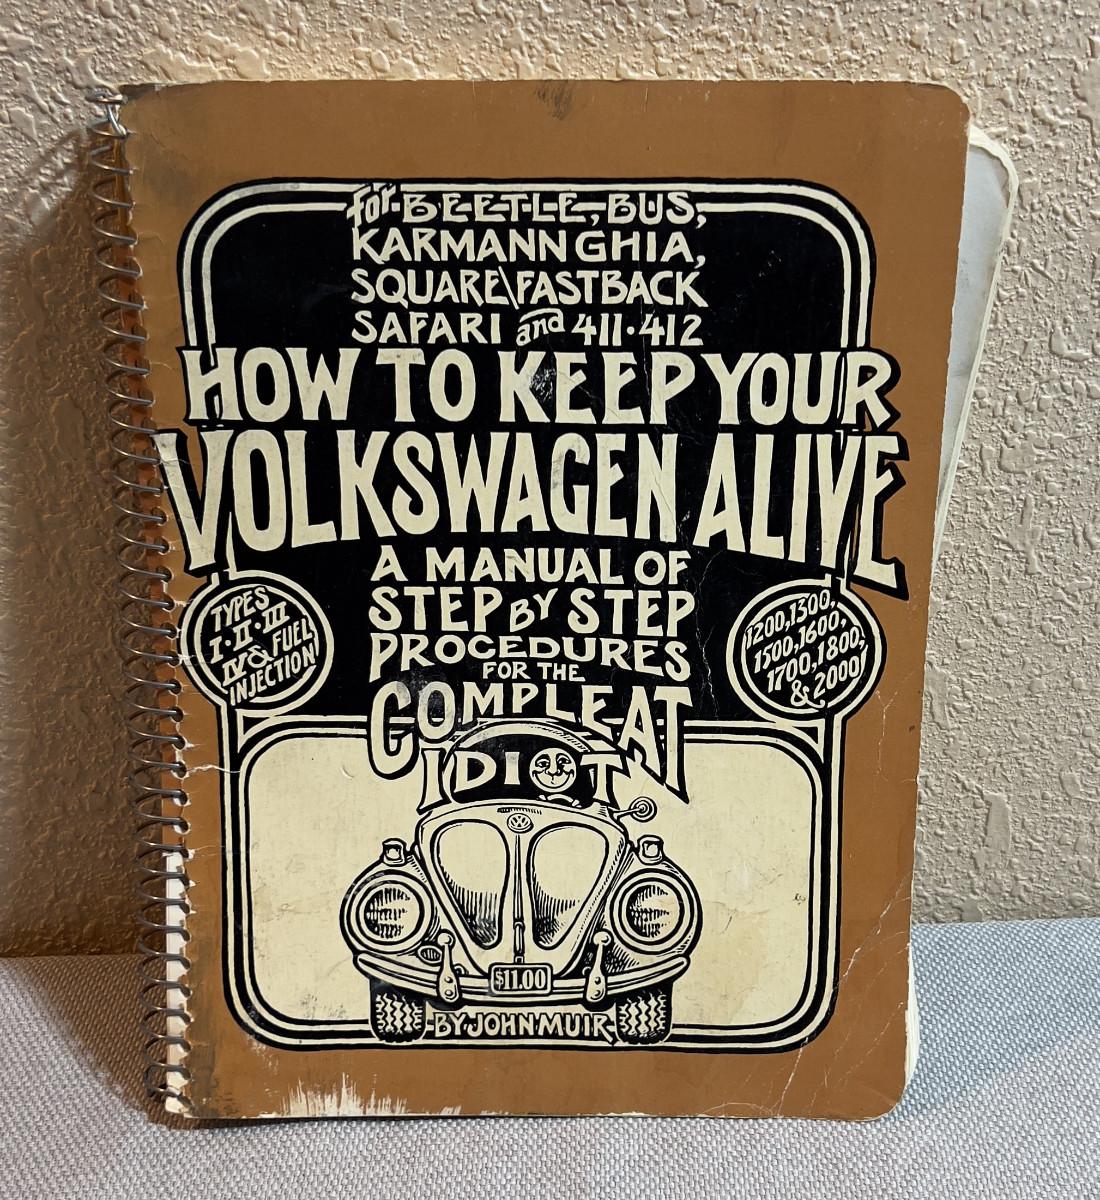 for BEETLE, BUS,
KARMANN GHIA,
SQUARE\FASTBACK
SAFARI and 411·412
HOW TO KEEP YOUR
VOLKSWAGEN ALIVE
A MANUAL OF
STEP BY STEP
PROCEDURES
FOR THE
COMPLEAT
IDIOT
TYPES
I·II·III
IV & FUEL
INJECTION
1200, 1300,
1500, 1600,
1700, 1800,
& 2000
VW
$11.00
BY JOHN MUIR